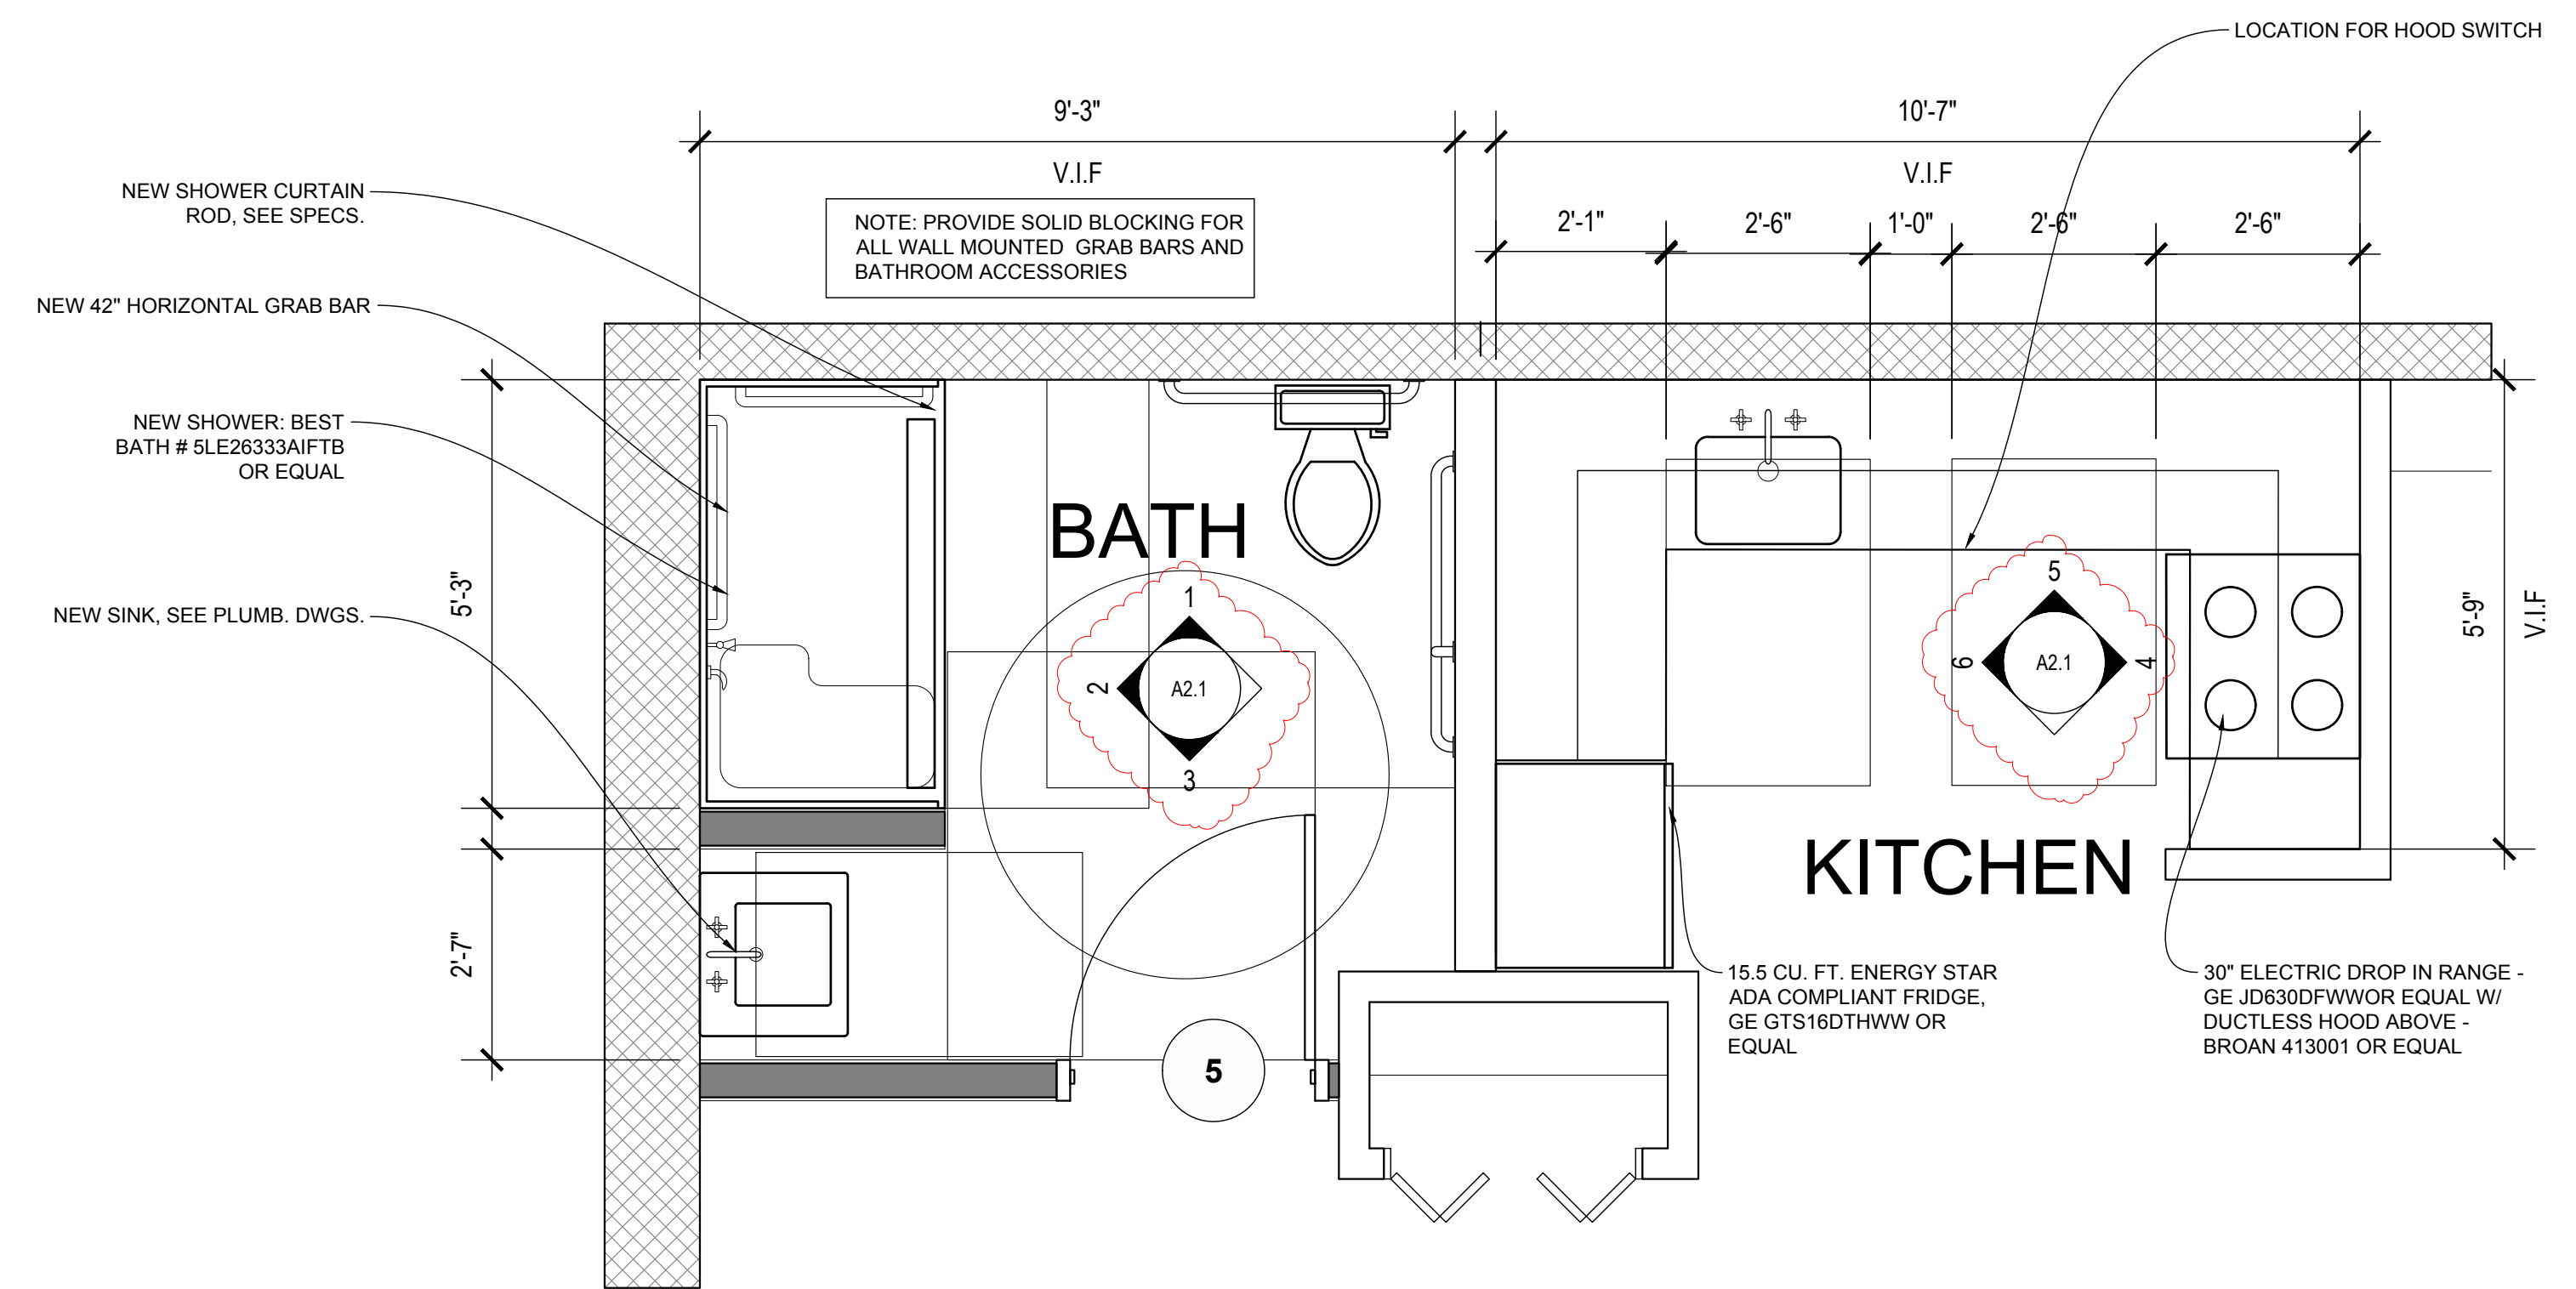 LOCATION FOR HOOD SWITCH
9'-3"
10'-7"
V.I.F
V.I.F
NEW SHOWER CURTAIN
ROD, SEE SPECS.
NOTE: PROVIDE SOLID BLOCKING FOR
ALL WALL MOUNTED GRAB BARS AND
BATHROOM ACCESSORIES
2'-1"
2'-6"
1'-0"
2'-6"
2'-6"
NEW 42" HORIZONTAL GRAB BAR
NEW SHOWER: BEST
BATH # 5LE26333AIFTB
OR EQUAL
NEW SINK, SEE PLUMB. DWGS.
5'-3"
2'-7"
BATH
1
2
A2.1
3
5
6
A2.1
4
5'-9"
V.I.F
KITCHEN
15.5 CU. FT. ENERGY STAR
ADA COMPLIANT FRIDGE,
GE GTS16DTHWW OR
EQUAL
30" ELECTRIC DROP IN RANGE -
GE JD630DFWWOR EQUAL W/
DUCTLESS HOOD ABOVE -
BROAN 413001 OR EQUAL
5